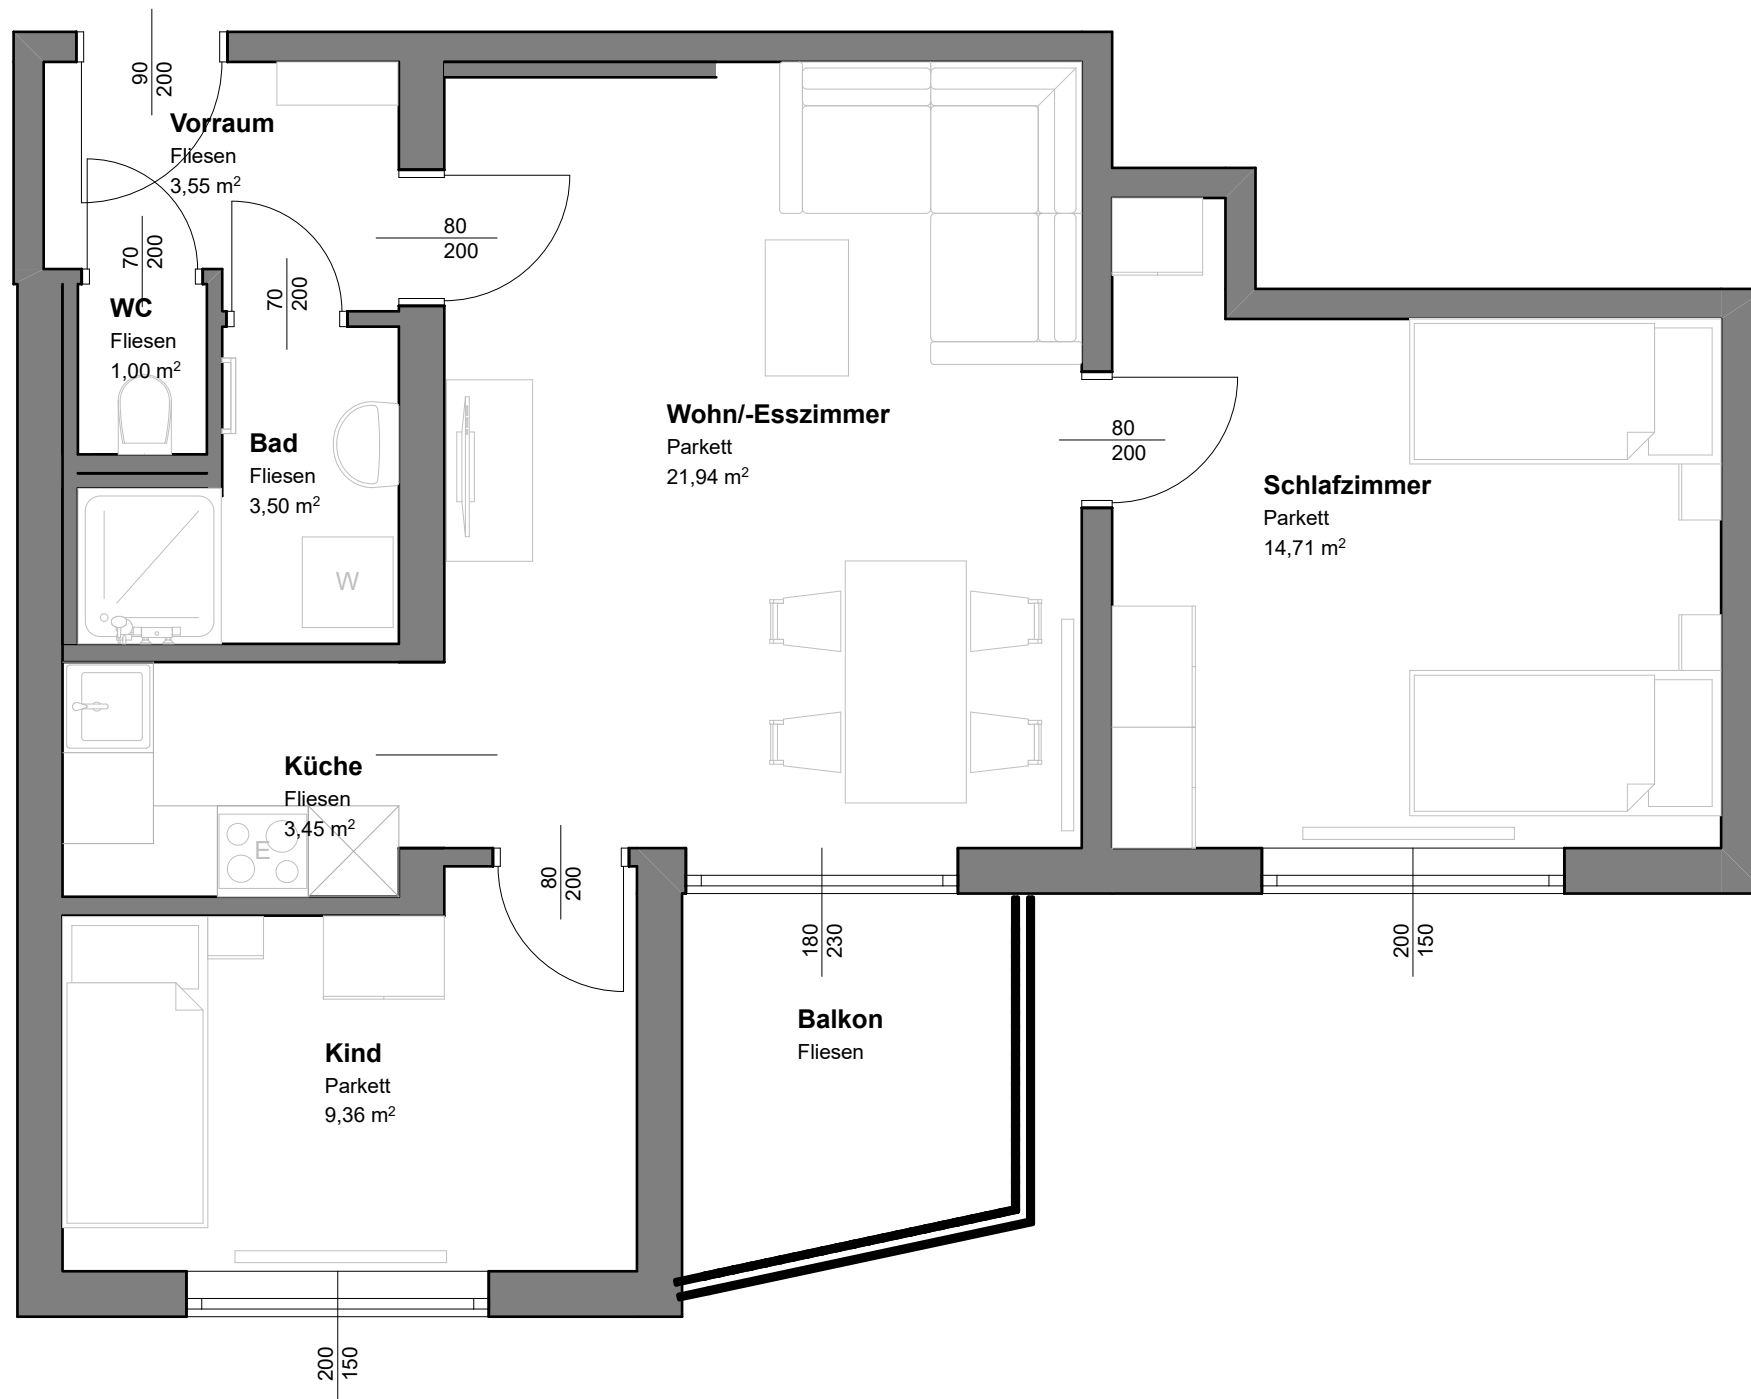 90
200
Vorraum
Fliesen
3,55 m²
80
200
70
200
70
200
WC
Fliesen
1,00 m²
Bad
Fliesen
3,50 m²
W
Wohn/-Esszimmer
Parkett
21,94 m²
80
200
Schlafzimmer
Parkett
14,71 m²
Küche
Fliesen
3,45 m²
E
80
200
180
230
200
150
Balkon
Fliesen
Kind
Parkett
9,36 m²
200
150